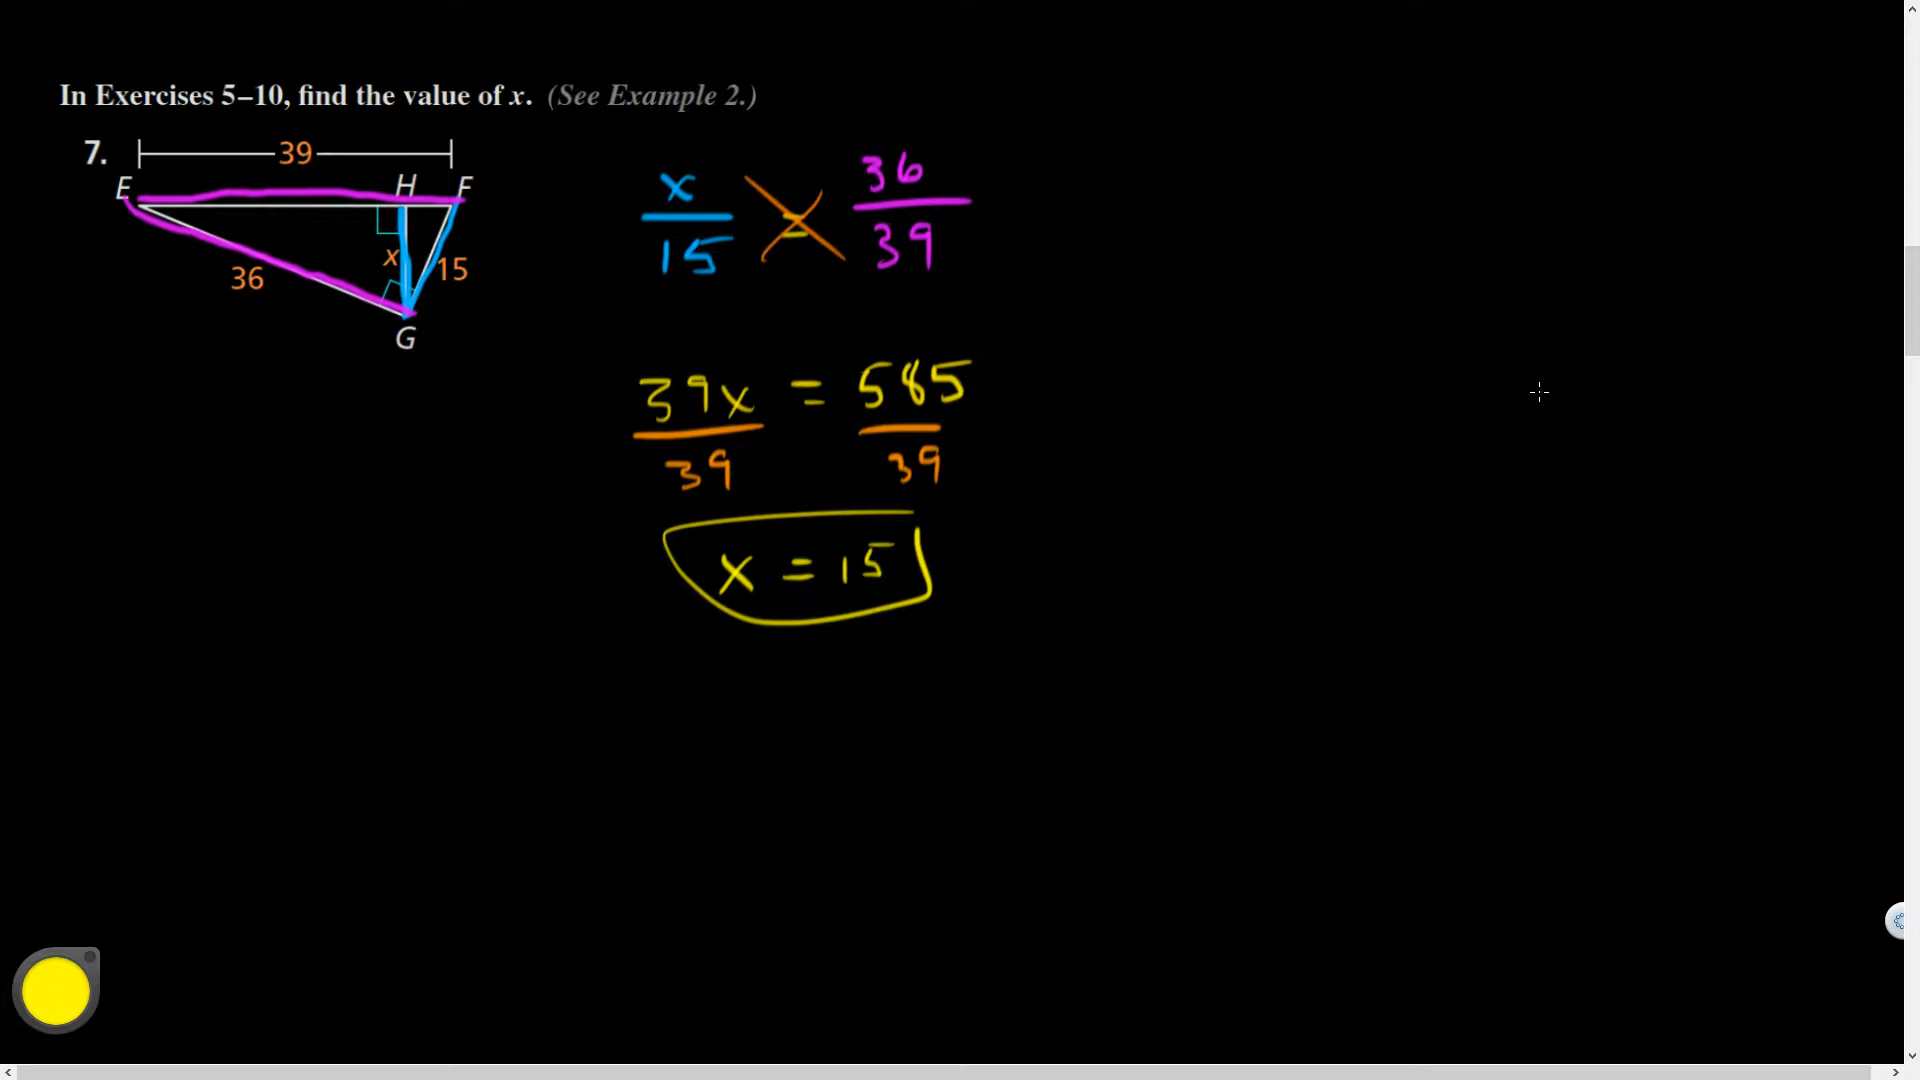 In Exercises 5–10, find the value of x. (See Example 2.)
7.
39
E H F
x
36
15
G
x/15 = 36/39
39x = 585
39 39
x = 15